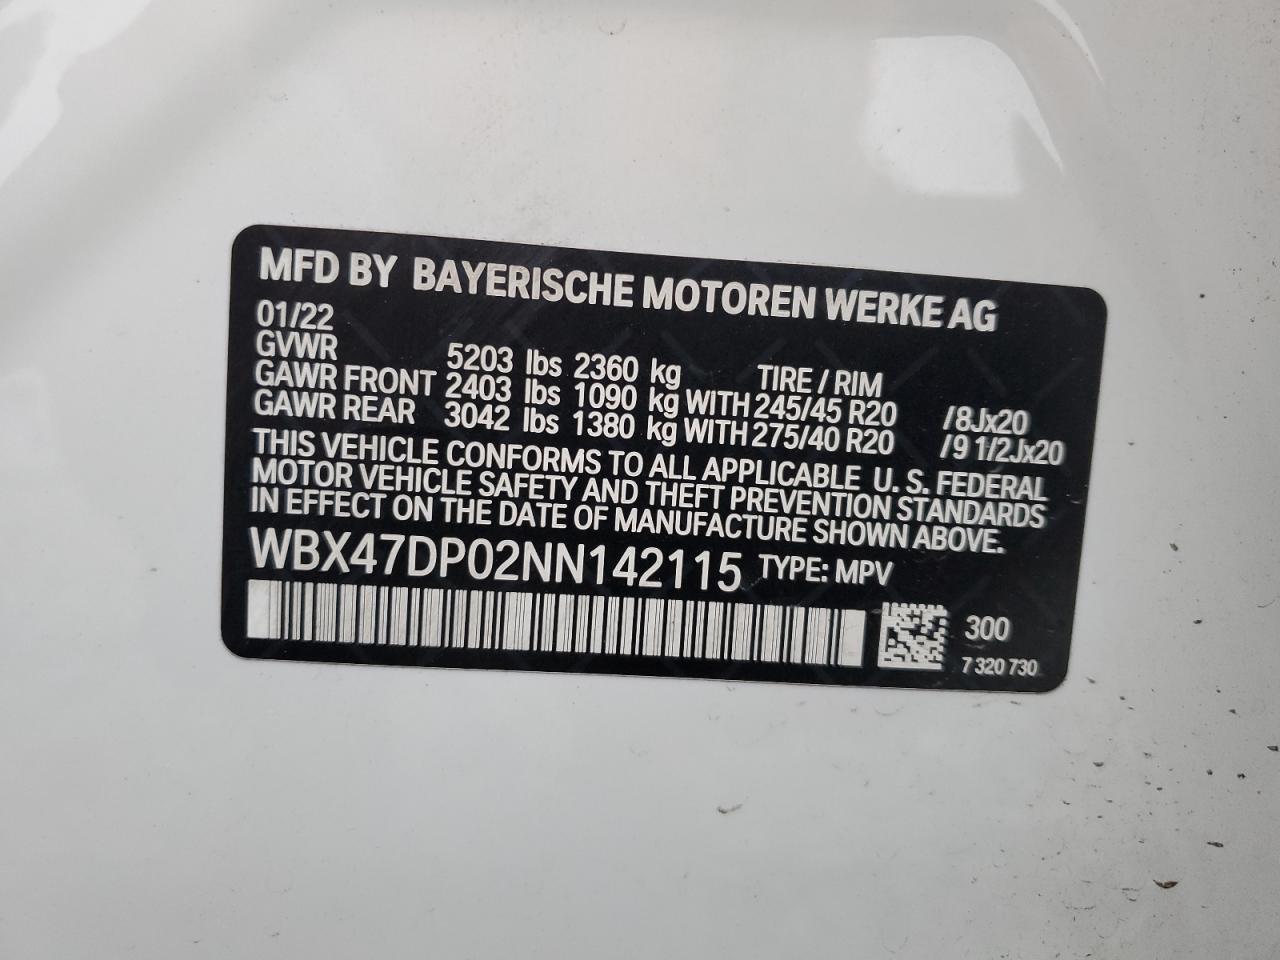 MFD BY BAYERISCHE MOTOREN WERKE AG
01/22
GVWR 5203 lbs 2360 kg TIRE / RIM
GAWR FRONT 2403 lbs 1090 kg WITH 245/45 R20 /8Jx20
GAWR REAR 3042 lbs 1380 kg WITH 275/40 R20 /9 1/2Jx20
THIS VEHICLE CONFORMS TO ALL APPLICABLE U. S. FEDERAL
MOTOR VEHICLE SAFETY AND THEFT PREVENTION STANDARDS
IN EFFECT ON THE DATE OF MANUFACTURE SHOWN ABOVE.
WBX47DP02NN142115 TYPE: MPV
300
7 320 730